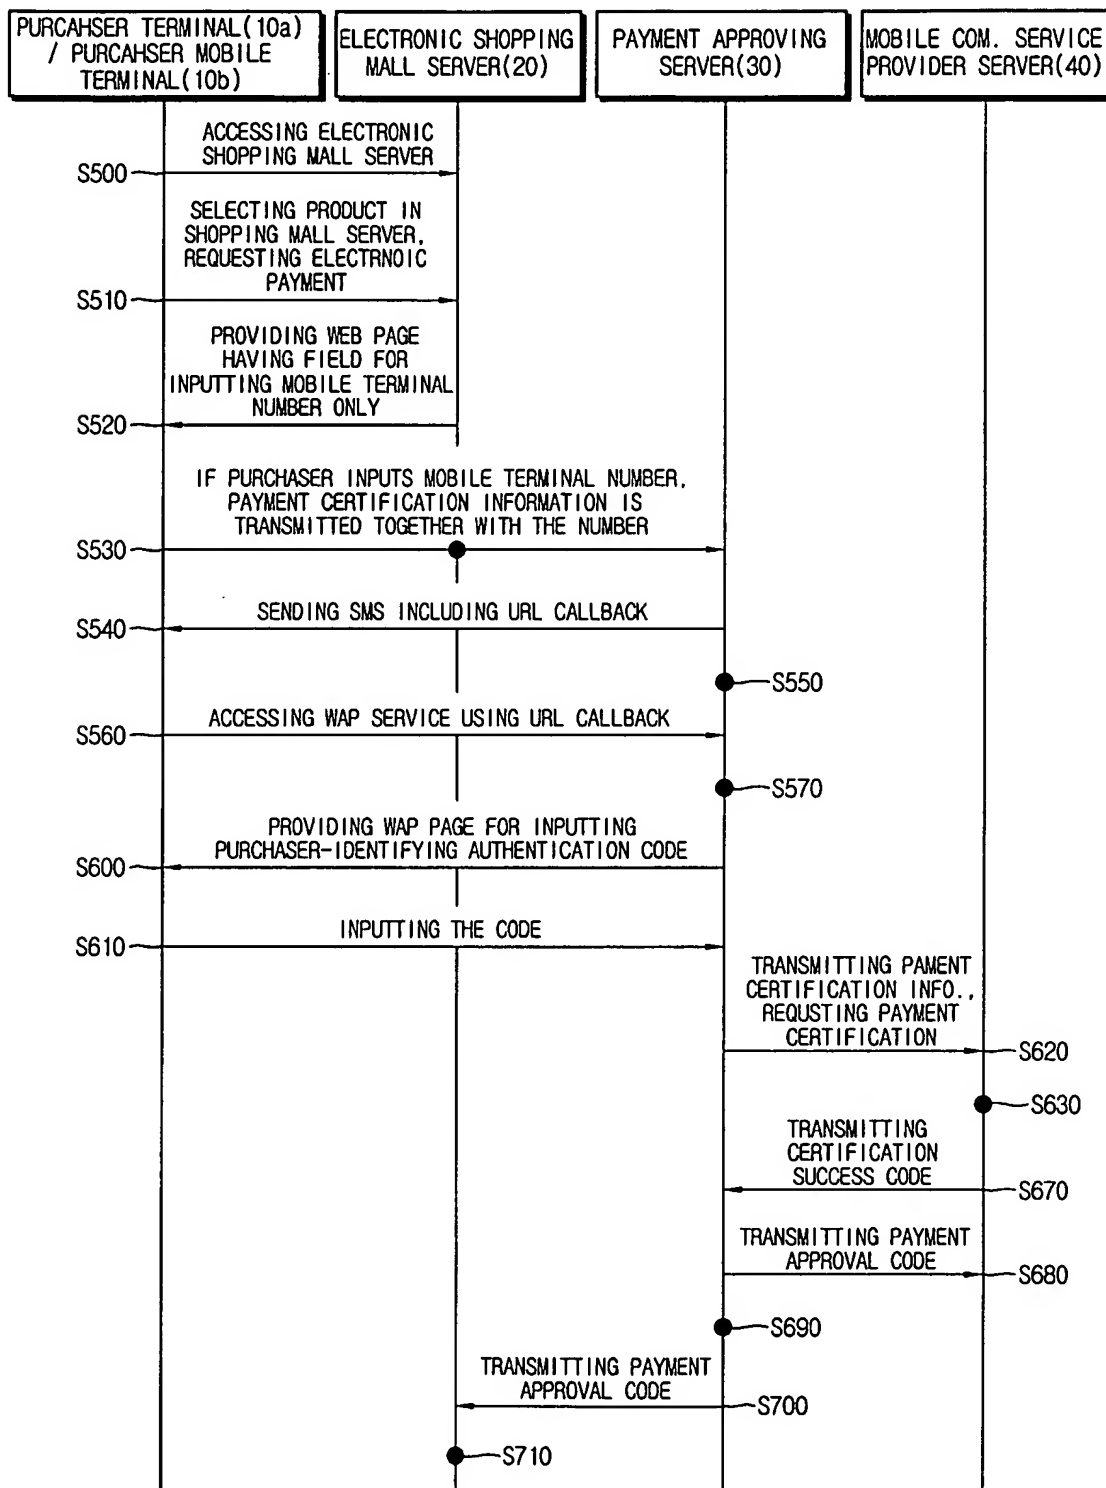 PURCAHSER TERMINAL(10a)
/ PURCAHSER MOBILE
TERMINAL(10b)
ELECTRONIC SHOPPING
MALL SERVER(20)
PAYMENT APPROVING
SERVER(30)
MOBILE COM. SERVICE
PROVIDER SERVER(40)
ACCESSING ELECTRONIC
SHOPPING MALL SERVER
S500
SELECTING PRODUCT IN
SHOPPING MALL SERVER,
REQUESTING ELECTRNOIC
PAYMENT
S510
PROVIDING WEB PAGE
HAVING FIELD FOR
INPUTTING MOBILE TERMINAL
NUMBER ONLY
S520
IF PURCHASER INPUTS MOBILE TERMINAL NUMBER,
PAYMENT CERTIFICATION INFORMATION IS
TRANSMITTED TOGETHER WITH THE NUMBER
S530
SENDING SMS INCLUDING URL CALLBACK
S540
S550
ACCESSING WAP SERVICE USING URL CALLBACK
S560
S570
PROVIDING WAP PAGE FOR INPUTTING
PURCHASER-IDENTIFYING AUTHENTICATION CODE
S600
INPUTTING THE CODE
S610
TRANSMITTING PAMENT
CERTIFICATION INFO.,
REQUSTING PAYMENT
CERTIFICATION
S620
S630
TRANSMITTING
CERTIFICATION
SUCCESS CODE
S670
TRANSMITTING PAYMENT
APPROVAL CODE
S680
S690
TRANSMITTING PAYMENT
APPROVAL CODE
S700
S710